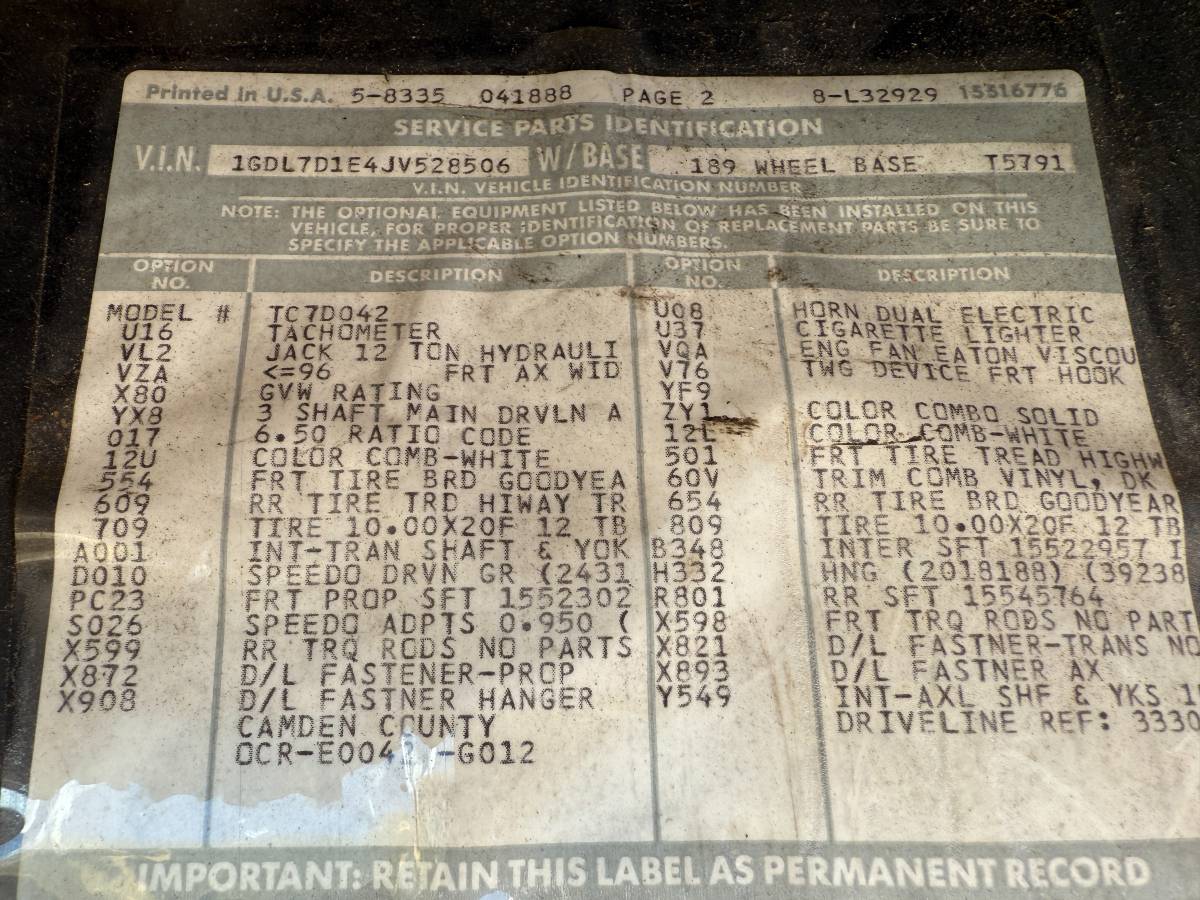 Printed in U.S.A. 5-8335 041888 PAGE 2 8-L32929 15316776
SERVICE PARTS IDENTIFICATION
V.I.N. 1GDL7D1E4JV528506 W/BASE 189 WHEEL BASE T5791
V.I.N. VEHICLE IDENTIFICATION NUMBER
NOTE: THE OPTIONAL EQUIPMENT LISTED BELOW HAS BEEN INSTALLED ON THIS
VEHICLE, FOR PROPER IDENTIFICATION OF REPLACEMENT PARTS BE SURE TO
SPECIFY THE APPLICABLE OPTION NUMBERS.
OPTION NO. DESCRIPTION OPTION NO. DESCRIPTION
MODEL # TC7D042 U08 HORN DUAL ELECTRIC
U16 TACHOMETER U37 CIGARETTE LIGHTER
VL2 JACK 12 TON HYDRAULI VQA ENG FAN EATON VISCOU
VZA <=96 FRT AX WID V76 TWG DEVICE FRT HOOK
X80 GVW RATING YF9
YX8 3 SHAFT MAIN DRVLN A ZY1 COLOR COMBO SOLID
017 6.50 RATIO CODE 12L COLOR COMB-WHITE
12U COLOR COMB-WHITE 501 FRT TIRE TREAD HIGHW
554 FRT TIRE BRD GOODYEA 60V TRIM COMB VINYL, DK
609 RR TIRE TRD HIWAY TR 654 RR TIRE BRD GOODYEAR
709 TIRE 10.00X20F 12 TB 809 TIRE 10.00X20F 12 TB
A001 INT-TRAN SHAFT & YOK B348 INTER SFT 15522957 I
D010 SPEEDO DRVN GR (2431 H332 HNG (2018188) (39238
PC23 FRT PROP SFT 1552302 R801 RR SFT 15545764
S026 SPEEDO ADPTS 0.950 ( X598 FRT TRQ RODS NO PART
X599 RR TRQ RODS NO PARTS X821 D/L FASTNER-TRANS NO
X872 D/L FASTENER-PROP X893 D/L FASTNER AX
X908 D/L FASTNER HANGER Y549 INT-AXL SHF & YKS 1
CAMDEN COUNTY DRIVELINE REF: 3330
IMPORTANT: RETAIN THIS LABEL AS PERMANENT RECORD